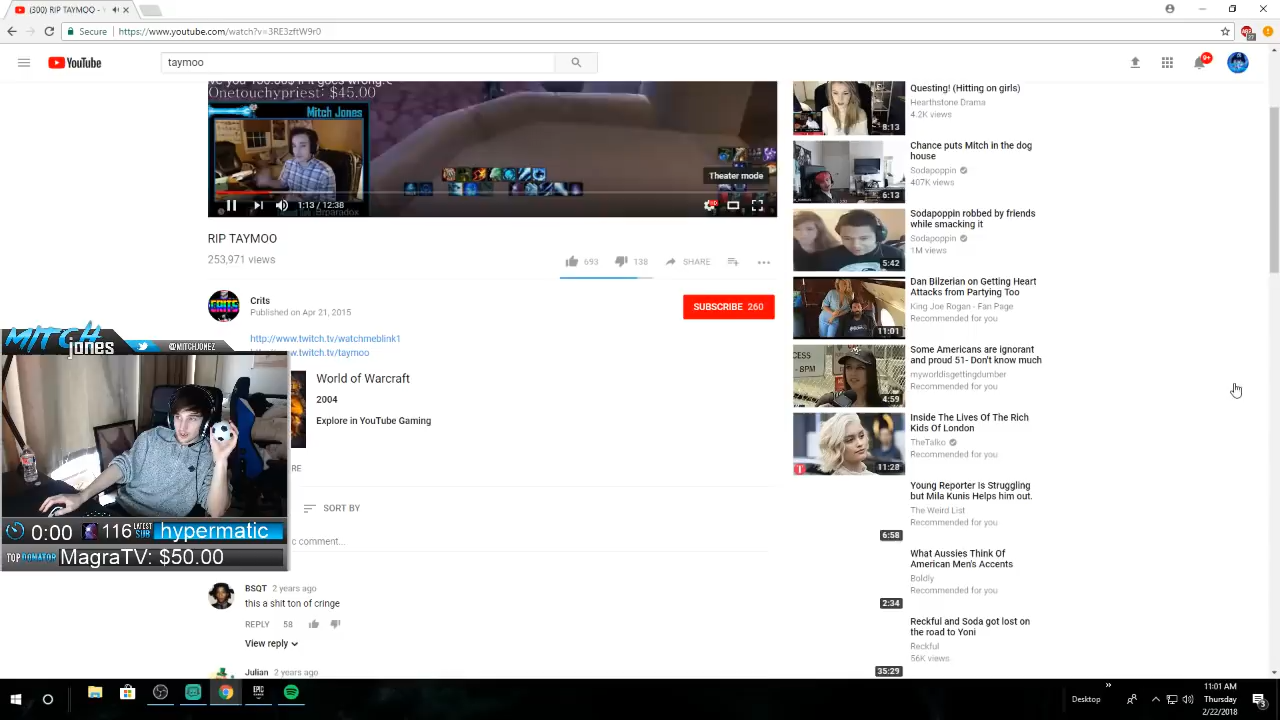 (300) RIP TAYMOO - Y
Secure
https://www.youtube.com/watch?v=3RE3zftW9r0
YouTube
taymoo
9+
Onetouchypriest: $45.00
Mitch Jones
Theater mode
1:13 / 12:38
RIP TAYMOO
253,971 views
693
138
SHARE
Crits
Published on Apr 21, 2015
SUBSCRIBE 260
http://www.twitch.tv/watchmeblink1
w.twitch.tv/taymoo
World of Warcraft
2004
Explore in YouTube Gaming
RE
SORT BY
c comment...
BSQT 2 years ago
this a shit ton of cringe
REPLY 58
View reply
Julian 2 years ago
Questing! (Hitting on girls)
Hearthstone Drama
4.2K views
8:13
Chance puts Mitch in the dog
house
Sodapoppin
407K views
6:13
Sodapoppin robbed by friends
while smacking it
Sodapoppin
1M views
5:42
Dan Bilzerian on Getting Heart
Attacks from Partying Too
King Joe Rogan - Fan Page
Recommended for you
11:01
Some Americans are ignorant
and proud 51- Don't know much
myworldisgettingdumber
Recommended for you
4:59
Inside The Lives Of The Rich
Kids Of London
TheTalko
Recommended for you
11:28
Young Reporter Is Struggling
but Mila Kunis Helps him out.
The Weird List
Recommended for you
6:58
What Aussies Think Of
American Men's Accents
Boldly
Recommended for you
2:34
Reckful and Soda got lost on
the road to Yoni
Reckful
56K views
35:29
MITCH
JONES
@MITCHJONEZ
0:00
116
LATEST SUB
hypermatic
TOP DONATOR
MagraTV: $50.00
Desktop
11:01 AM
Thursday
2/22/2018
3